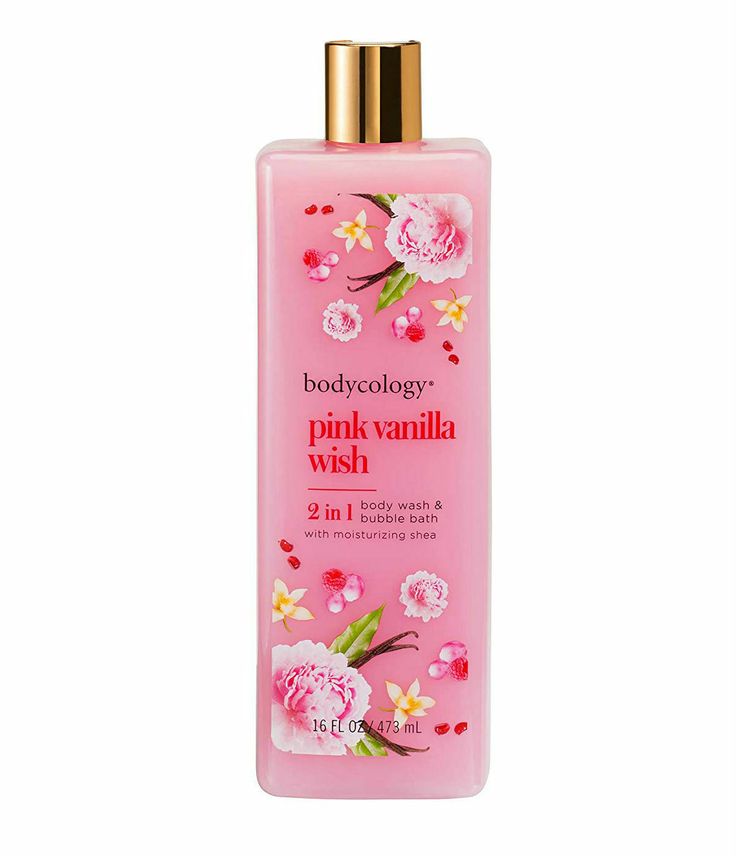 bodycology®
pink vanilla
wish
2 in 1 body wash &
bubble bath
with moisturizing shea
16 FL OZ/473 mL